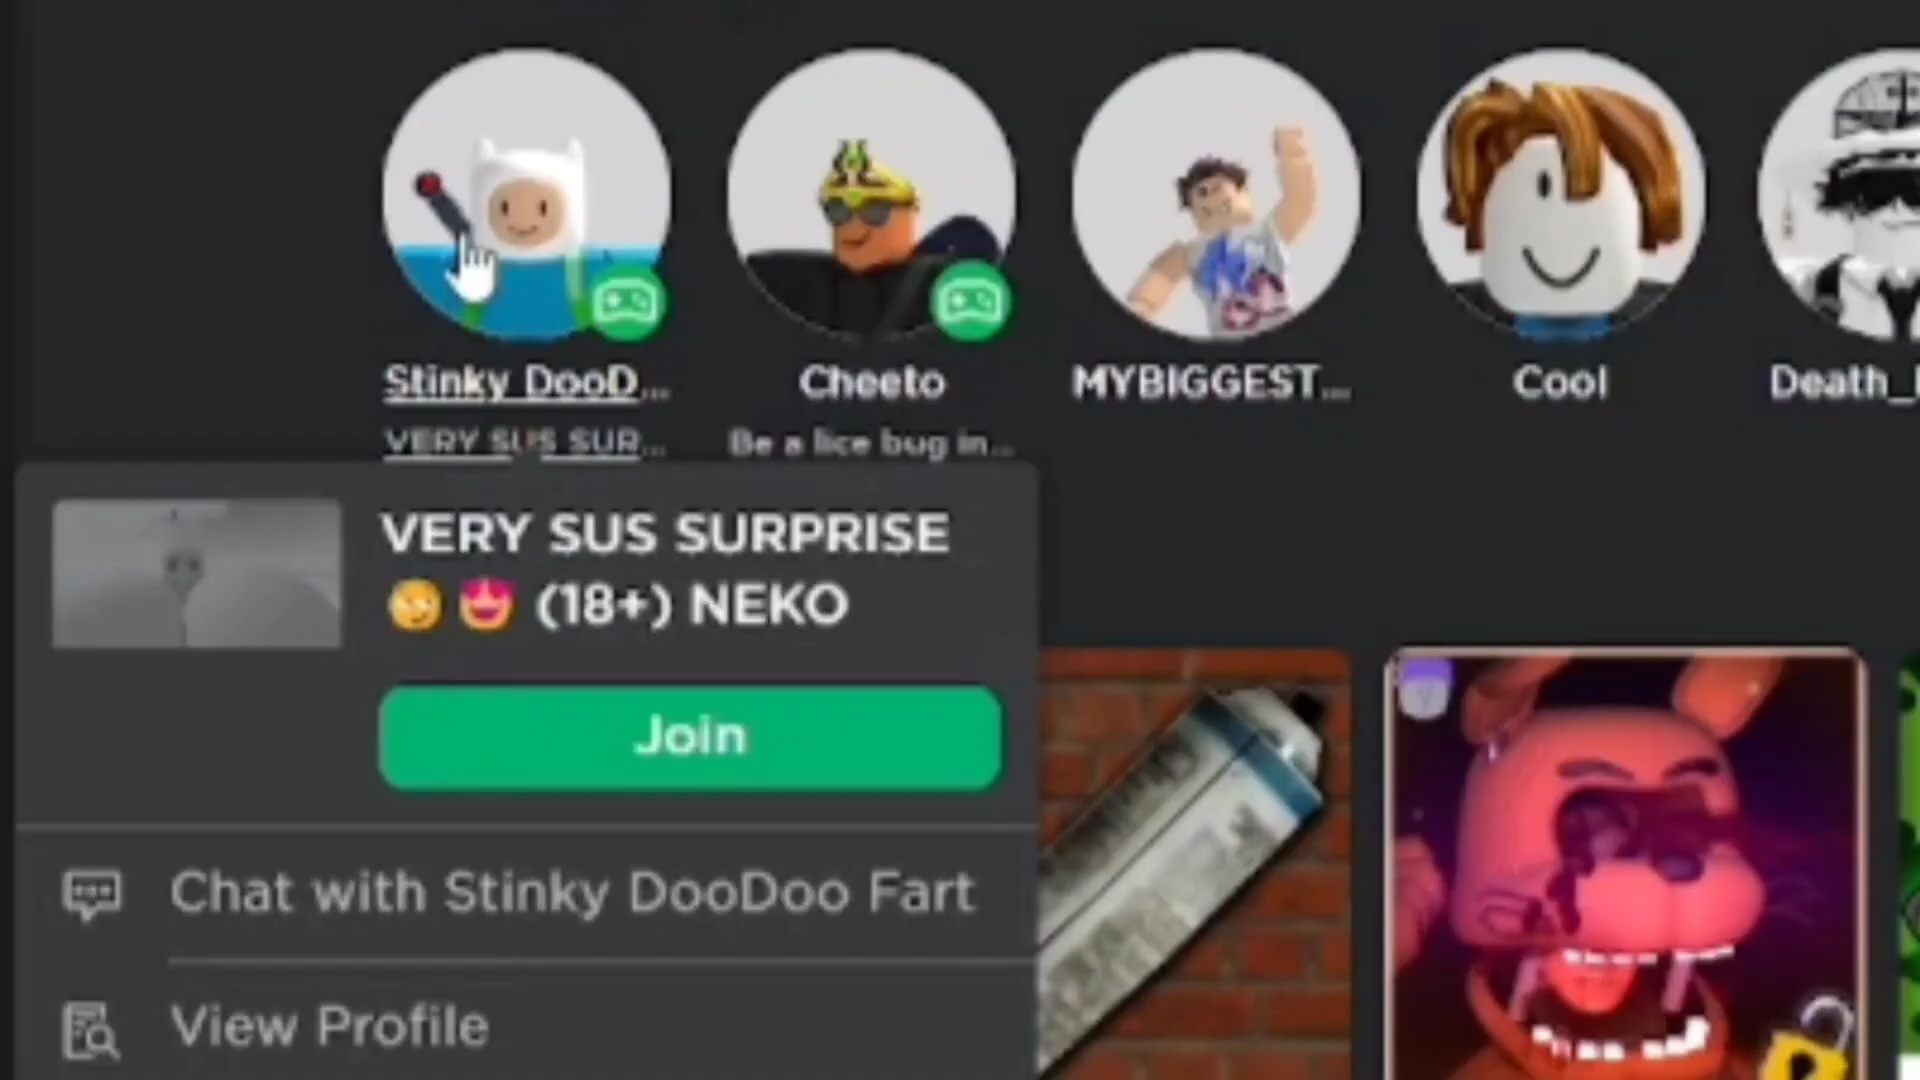 Stinky DooD...
Cheeto
MYBIGGEST...
Cool
Death_
VERY SUS SUR...
Be a lice bug in...
VERY SUS SURPRISE
😏 🤩 (18+) NEKO
Join
Chat with Stinky DooDoo Fart
View Profile